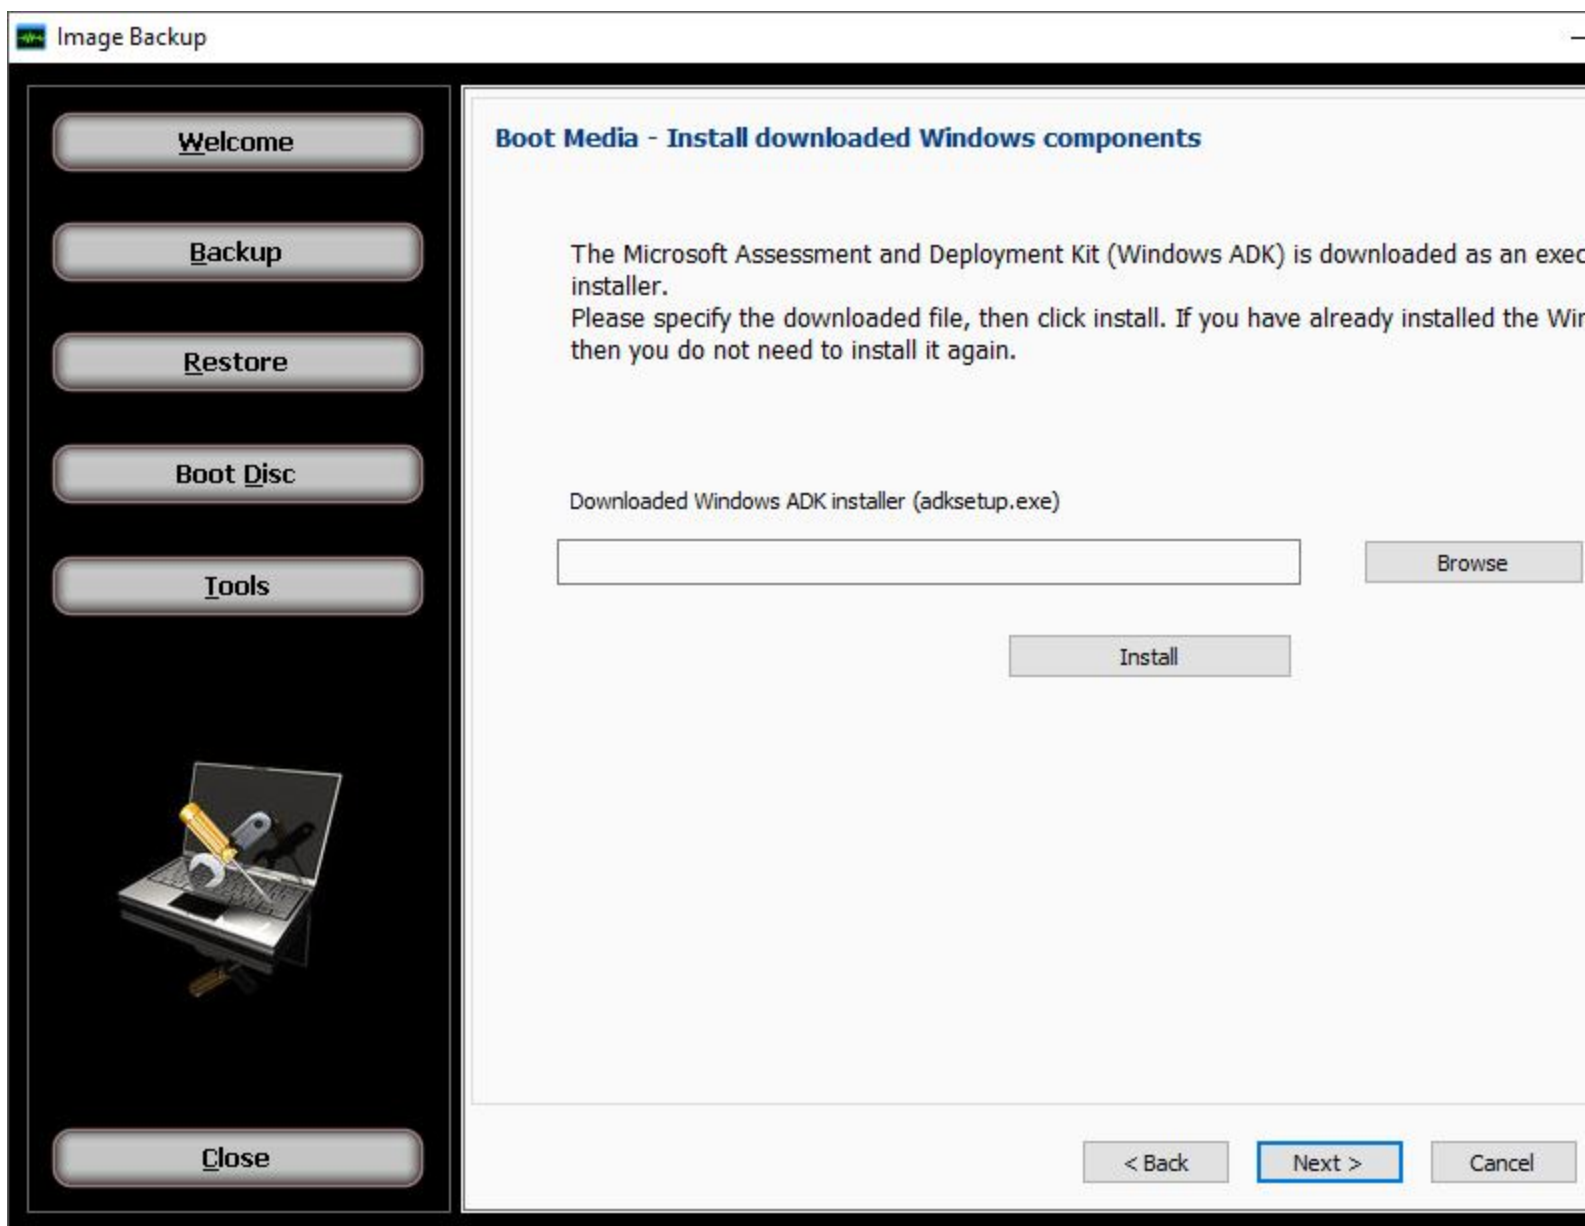 Image Backup
Welcome
Backup
Restore
Boot Disc
Tools
Close
Boot Media - Install downloaded Windows components
The Microsoft Assessment and Deployment Kit (Windows ADK) is downloaded as an
installer.
Please specify the downloaded file, then click install. If you have already installed the
then you do not need to install it again.
Downloaded Windows ADK installer (adksetup.exe)
Browse
Install
< Back
Next >
Cancel